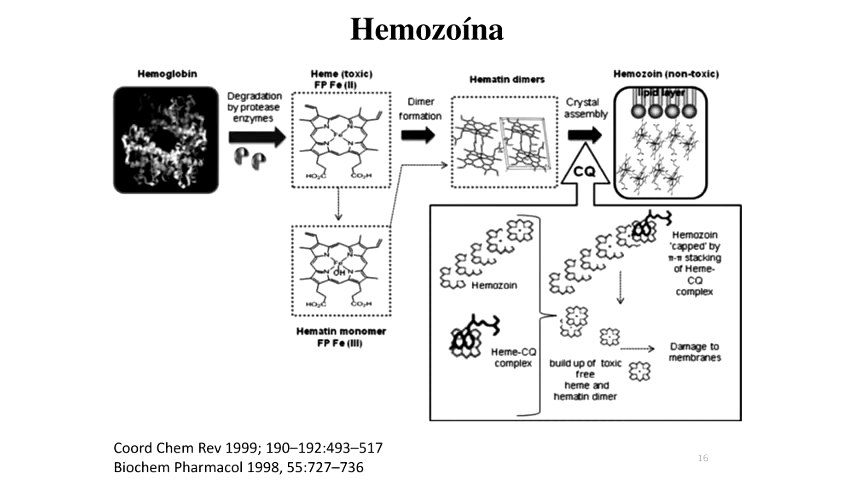 Hemozoína
Hemoglobin
Degradation
by protease
enzymes
Heme (toxic)
FP Fe (II)
N
N
N
N
Fe
HO₂C
CO₂H
Dimer
formation
Hematin dimers
Crystal
assembly
Hemozoin (non-toxic)
lipid layer
CQ
Fe
OH
HO₂C
CO₂H
Hematin monomer
FP Fe (III)
Hemozoin
Heme-CQ
complex
Hemozoin
'capped' by
π-π stacking
of Heme-
CQ
complex
build up of toxic
free
heme and
hematin dimer
Damage to
membranes
Coord Chem Rev 1999; 190–192:493–517
Biochem Pharmacol 1998, 55:727–736
16